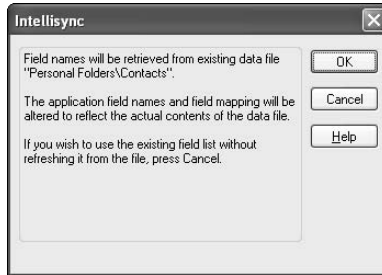 Intellisync
Field names will be retrieved from existing data file
"Personal Folders\Contacts".
The application field names and field mapping will be
altered to reflect the actual contents of the data file.
If you wish to use the existing field list without
refreshing it from the file, press Cancel.
OK
Cancel
Help